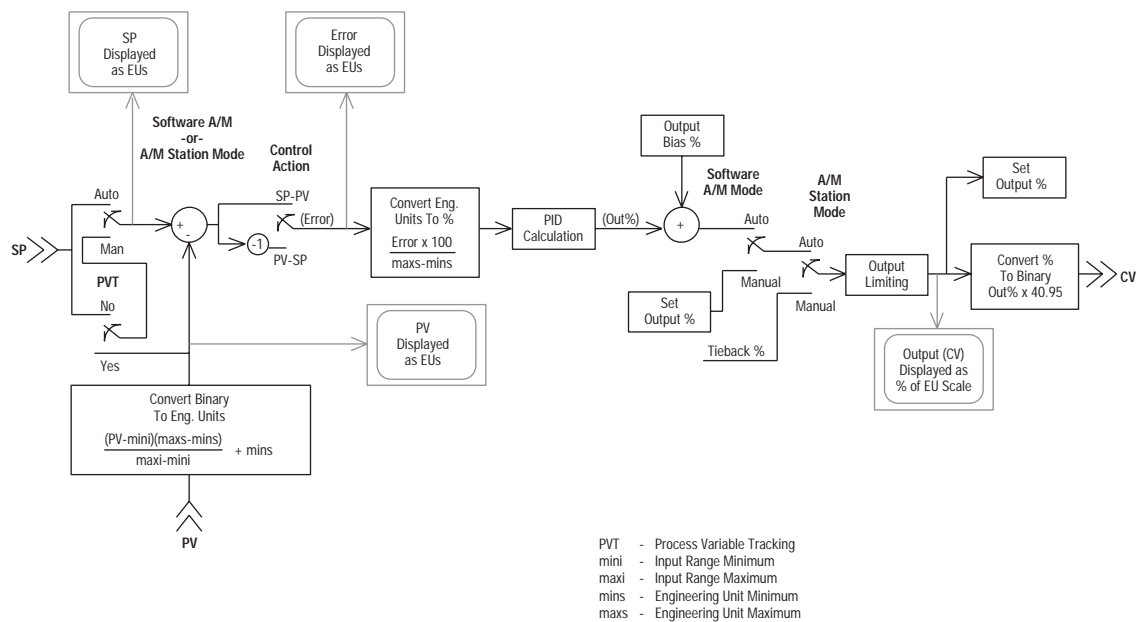 SP
Displayed
as EUs
Error
Displayed
as EUs
Software A/M
-or-
A/M Station Mode
Control
Action
Auto
SP
Man
PVT
No
Yes
+
-
SP-PV
(Error)
-1
PV-SP
Convert Eng.
Units To %
Error x 100
maxs-mins
PID
Calculation
(Out%)
Output
Bias %
+
Software
A/M Mode
Auto
Manual
Set
Output %
A/M
Station
Mode
Auto
Manual
Tieback %
Output
Limiting
Set
Output %
Convert %
To Binary
Out% x 40.95
CV
Output (CV)
Displayed as
% of EU Scale
PV
Displayed
as EUs
Convert Binary
To Eng. Units
(PV-mini)(maxs-mins)
maxi-mini
+ mins
PV
PVT - Process Variable Tracking
mini - Input Range Minimum
maxi - Input Range Maximum
mins - Engineering Unit Minimum
maxs - Engineering Unit Maximum